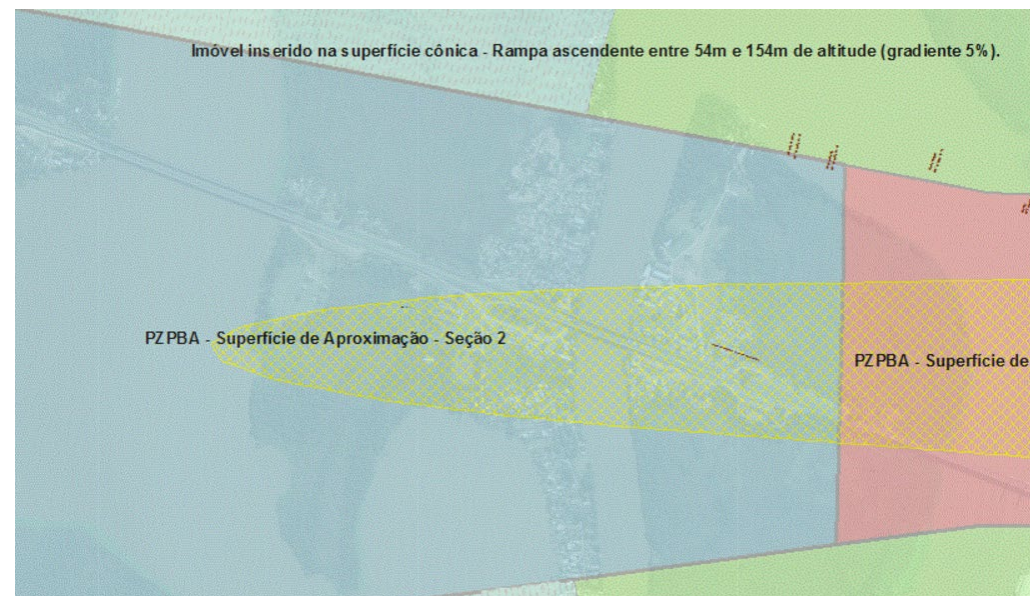 Imóvel inserido na superfície cônica - Rampa ascendente entre 54m e 154m de altitude (gradiente 5%).
PZPBA - Superfície de Aproximação - Seção 2
PZPBA - Superfície de